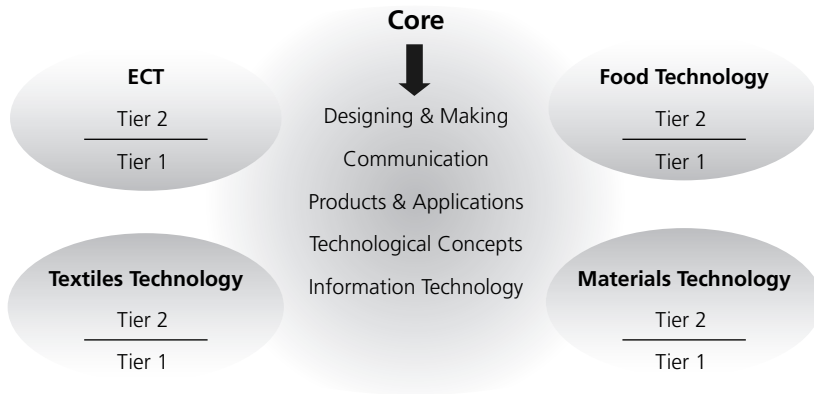 Core
ECT
Tier 2
Tier 1
Food Technology
Tier 2
Tier 1
Designing & Making
Communication
Products & Applications
Technological Concepts
Information Technology
Textiles Technology
Tier 2
Tier 1
Materials Technology
Tier 2
Tier 1